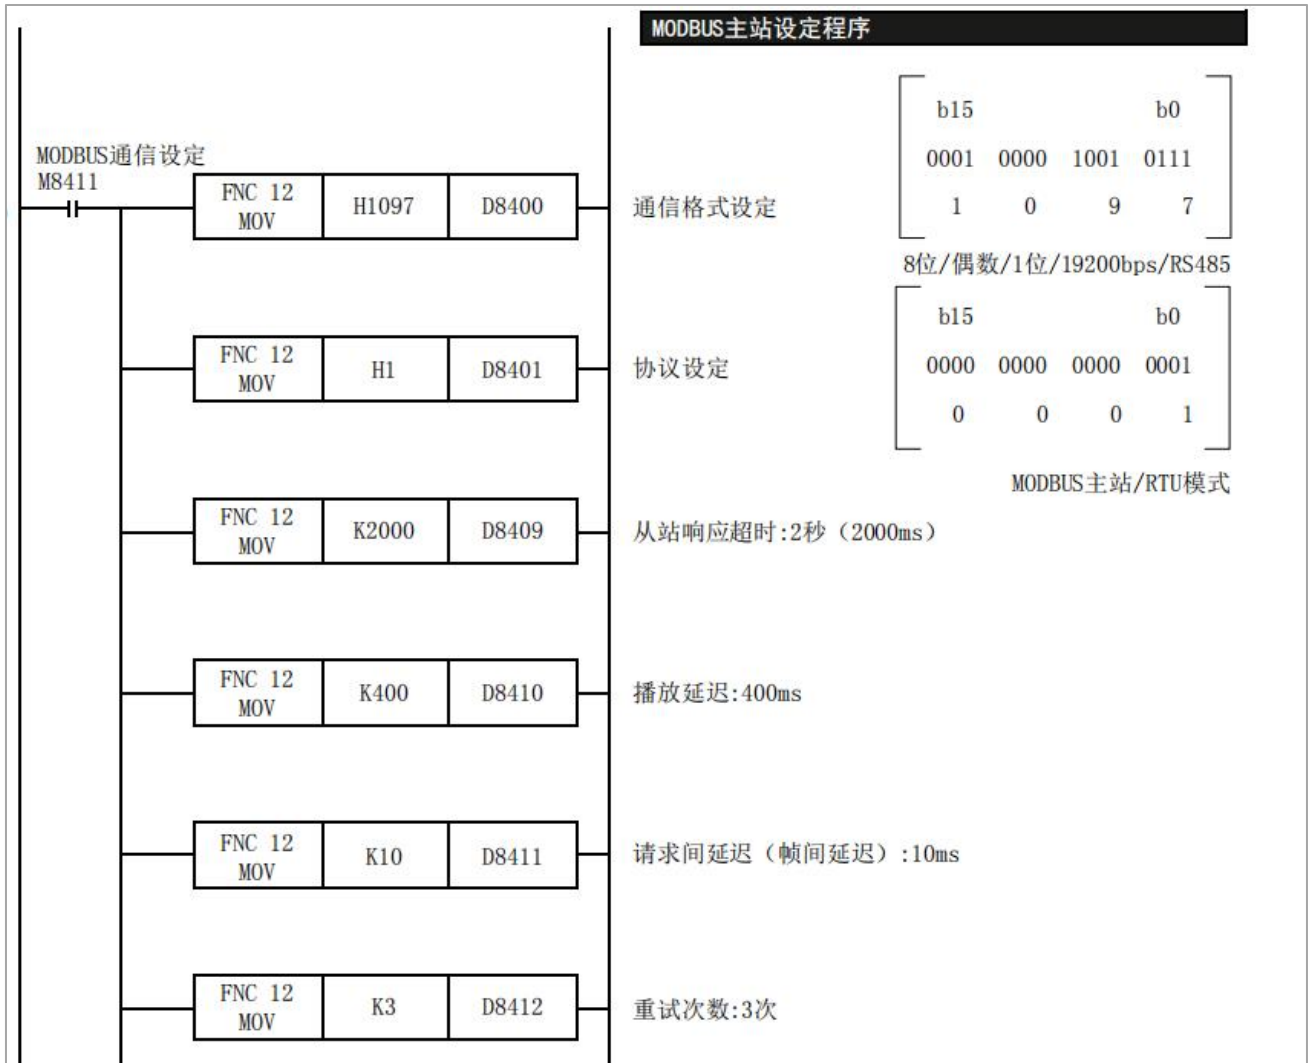 MODBUS主站设定程序
b15 b0
0001 0000 1001 0111
1 0 9 7
MODBUS通信设定
M8411
FNC 12
MOV
H1097
D8400
通信格式设定
8位/偶数/1位/19200bps/RS485
b15 b0
0000 0000 0000 0001
0 0 0 1
FNC 12
MOV
H1
D8401
协议设定
MODBUS主站/RTU模式
FNC 12
MOV
K2000
D8409
从站响应超时:2秒（2000ms）
FNC 12
MOV
K400
D8410
播放延迟:400ms
FNC 12
MOV
K10
D8411
请求间延迟（帧间延迟）:10ms
FNC 12
MOV
K3
D8412
重试次数:3次